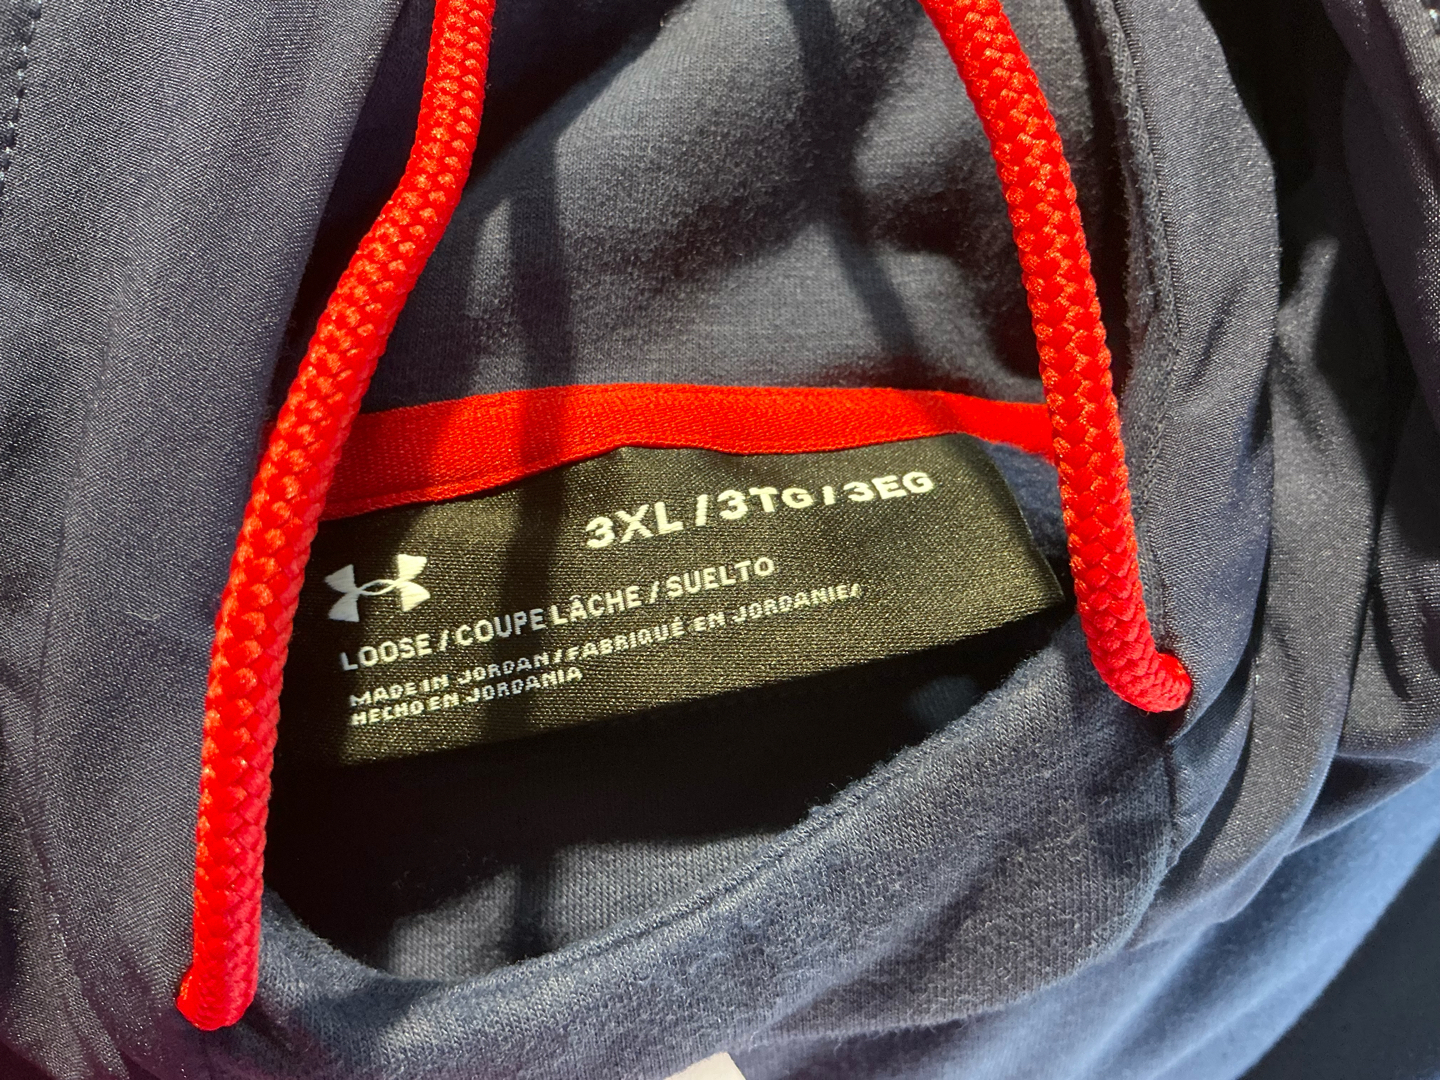 3XL / 3TG / 3EG
LOOSE / COUPE LÂCHE / SUELTO
MADE IN JORDAN / FABRIQUÉ EN JORDANIE/
HECHO EN JORDANIA